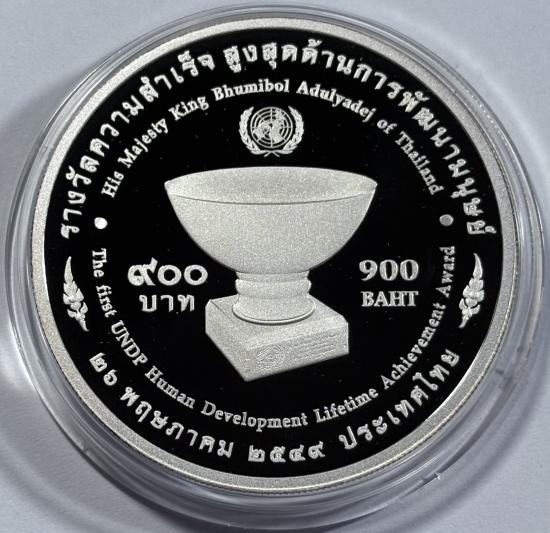 รางวัลความสำเร็จ สูงสุดด้านการพัฒนามนุษย์
His Majesty King Bhumibol Adulyadej of Thailand
๙๐๐
บาท
900
BAHT
The first UNDP Human Development Lifetime Achievement Award
๒๖ พฤษภาคม ๒๕๔๙ ประเทศไทย